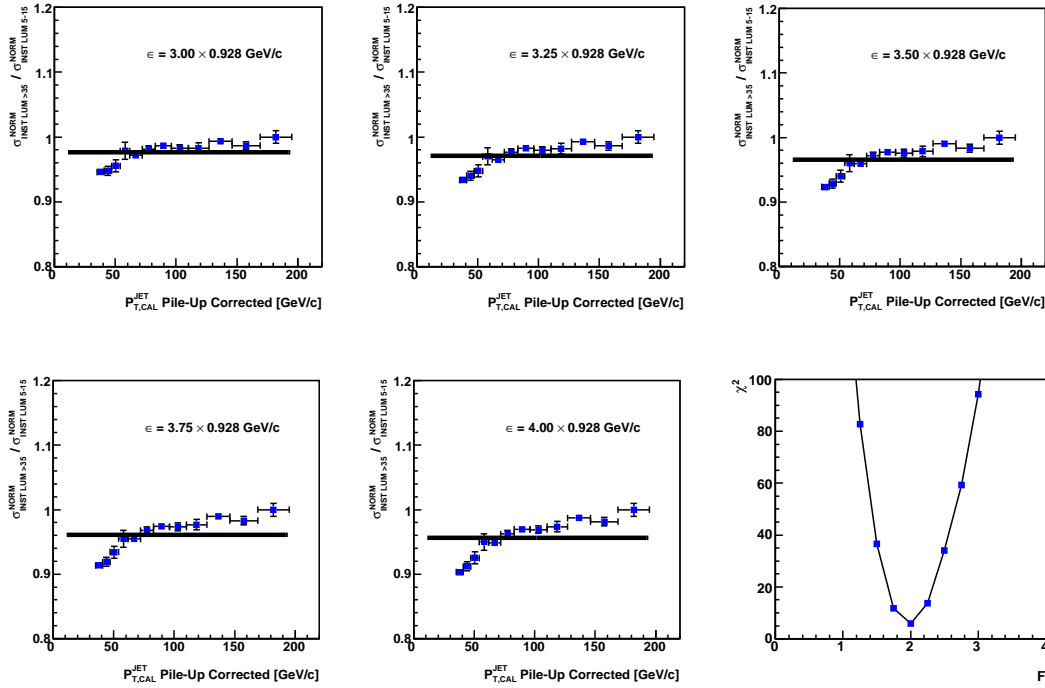 σ^NORM_INST LUM >35 / σ^NORM_INST LUM 5-15
1.2
1.1
1
0.9
0.8
∈ = 3.00 × 0.928 GeV/c
0 50 100 150 200
P^JET_T,CAL Pile-Up Corrected [GeV/c]
σ^NORM_INST LUM >35 / σ^NORM_INST LUM 5-15
1.2
1.1
1
0.9
0.8
∈ = 3.25 × 0.928 GeV/c
0 50 100 150 200
P^JET_T,CAL Pile-Up Corrected [GeV/c]
σ^NORM_INST LUM >35 / σ^NORM_INST LUM 5-15
1.2
1.1
1
0.9
0.8
∈ = 3.50 × 0.928 GeV/c
0 50 100 150 200
P^JET_T,CAL Pile-Up Corrected [GeV/c]
σ^NORM_INST LUM >35 / σ^NORM_INST LUM 5-15
1.2
1.1
1
0.9
0.8
∈ = 3.75 × 0.928 GeV/c
0 50 100 150 200
P^JET_T,CAL Pile-Up Corrected [GeV/c]
σ^NORM_INST LUM >35 / σ^NORM_INST LUM 5-15
1.2
1.1
1
0.9
0.8
∈ = 4.00 × 0.928 GeV/c
0 50 100 150 200
P^JET_T,CAL Pile-Up Corrected [GeV/c]
χ²
100
80
60
40
20
0
0 1 2 3 4
F